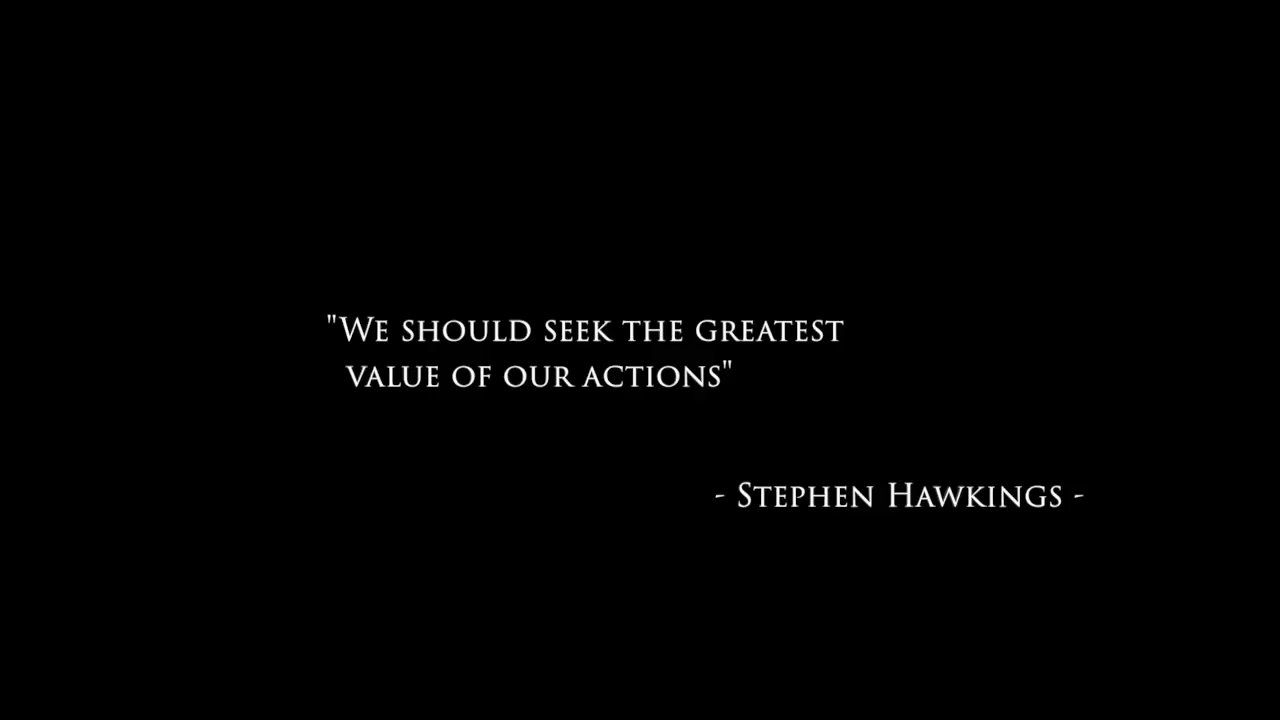 "We should seek the greatest
value of our actions"
- Stephen Hawkings -